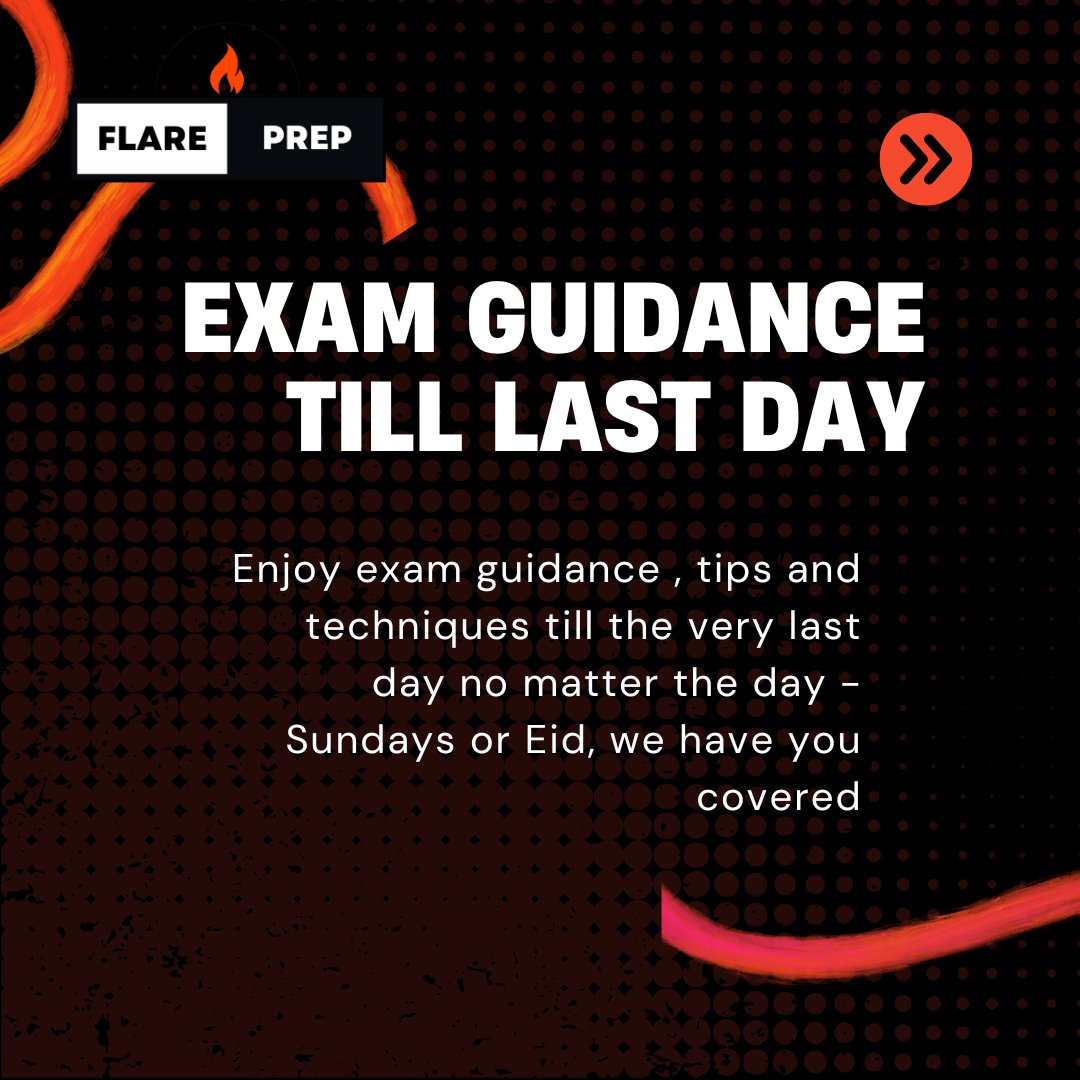 FLARE PREP
EXAM GUIDANCE
TILL LAST DAY
Enjoy exam guidance , tips and
techniques till the very last
day no matter the day –
Sundays or Eid, we have you
covered